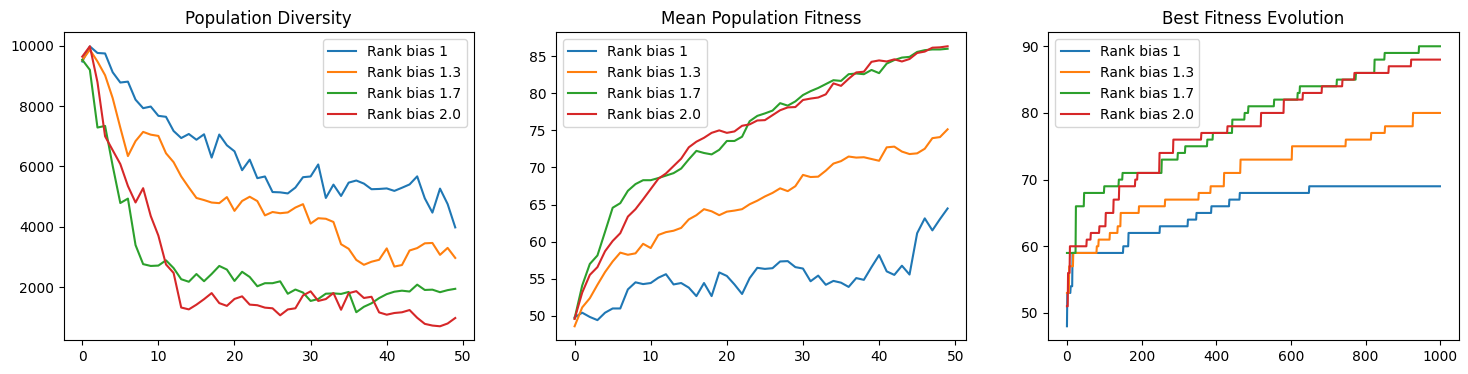 Population Diversity
Rank bias 1
Rank bias 1.3
Rank bias 1.7
Rank bias 2.0
10000
8000
6000
4000
2000
0
10
20
30
40
50
Mean Population Fitness
Rank bias 1
Rank bias 1.3
Rank bias 1.7
Rank bias 2.0
85
80
75
70
65
60
55
50
0
10
20
30
40
50
Best Fitness Evolution
Rank bias 1
Rank bias 1.3
Rank bias 1.7
Rank bias 2.0
90
80
70
60
50
0
200
400
600
800
1000